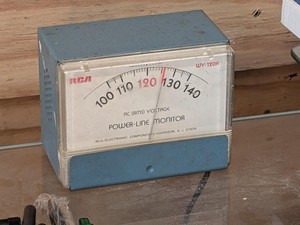 RCA WV-120A
100 110 120 130 140
AC (RMS) VOLTAGE
POWER-LINE MONITOR